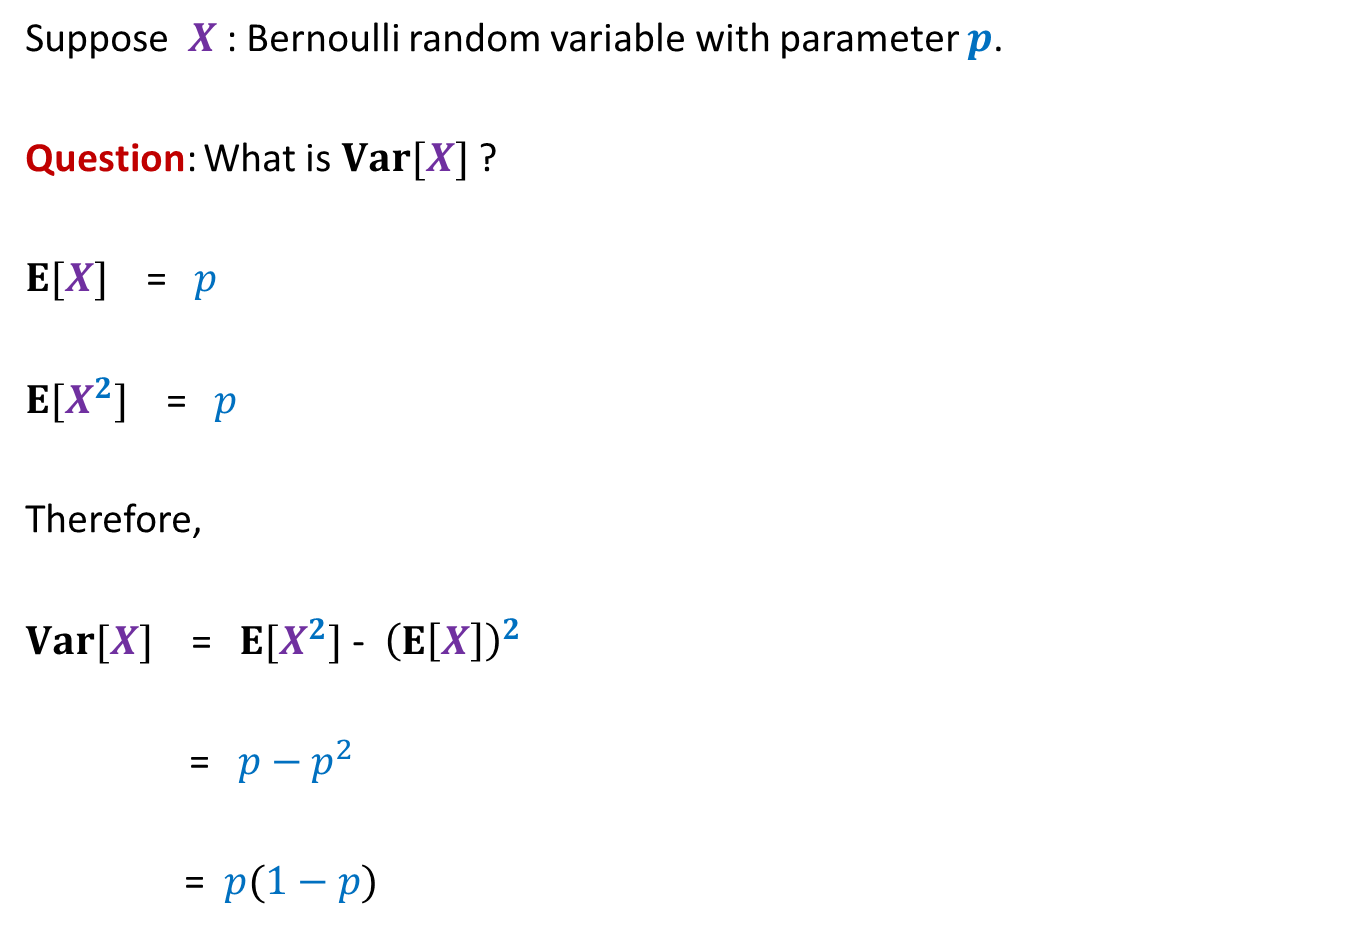 Suppose X : Bernoulli random variable with parameter p.
Question: What is Var[X] ?
E[X] = p
E[X²] = p
Therefore,
Var[X] = E[X²] - (E[X])²
= p − p²
= p(1 − p)